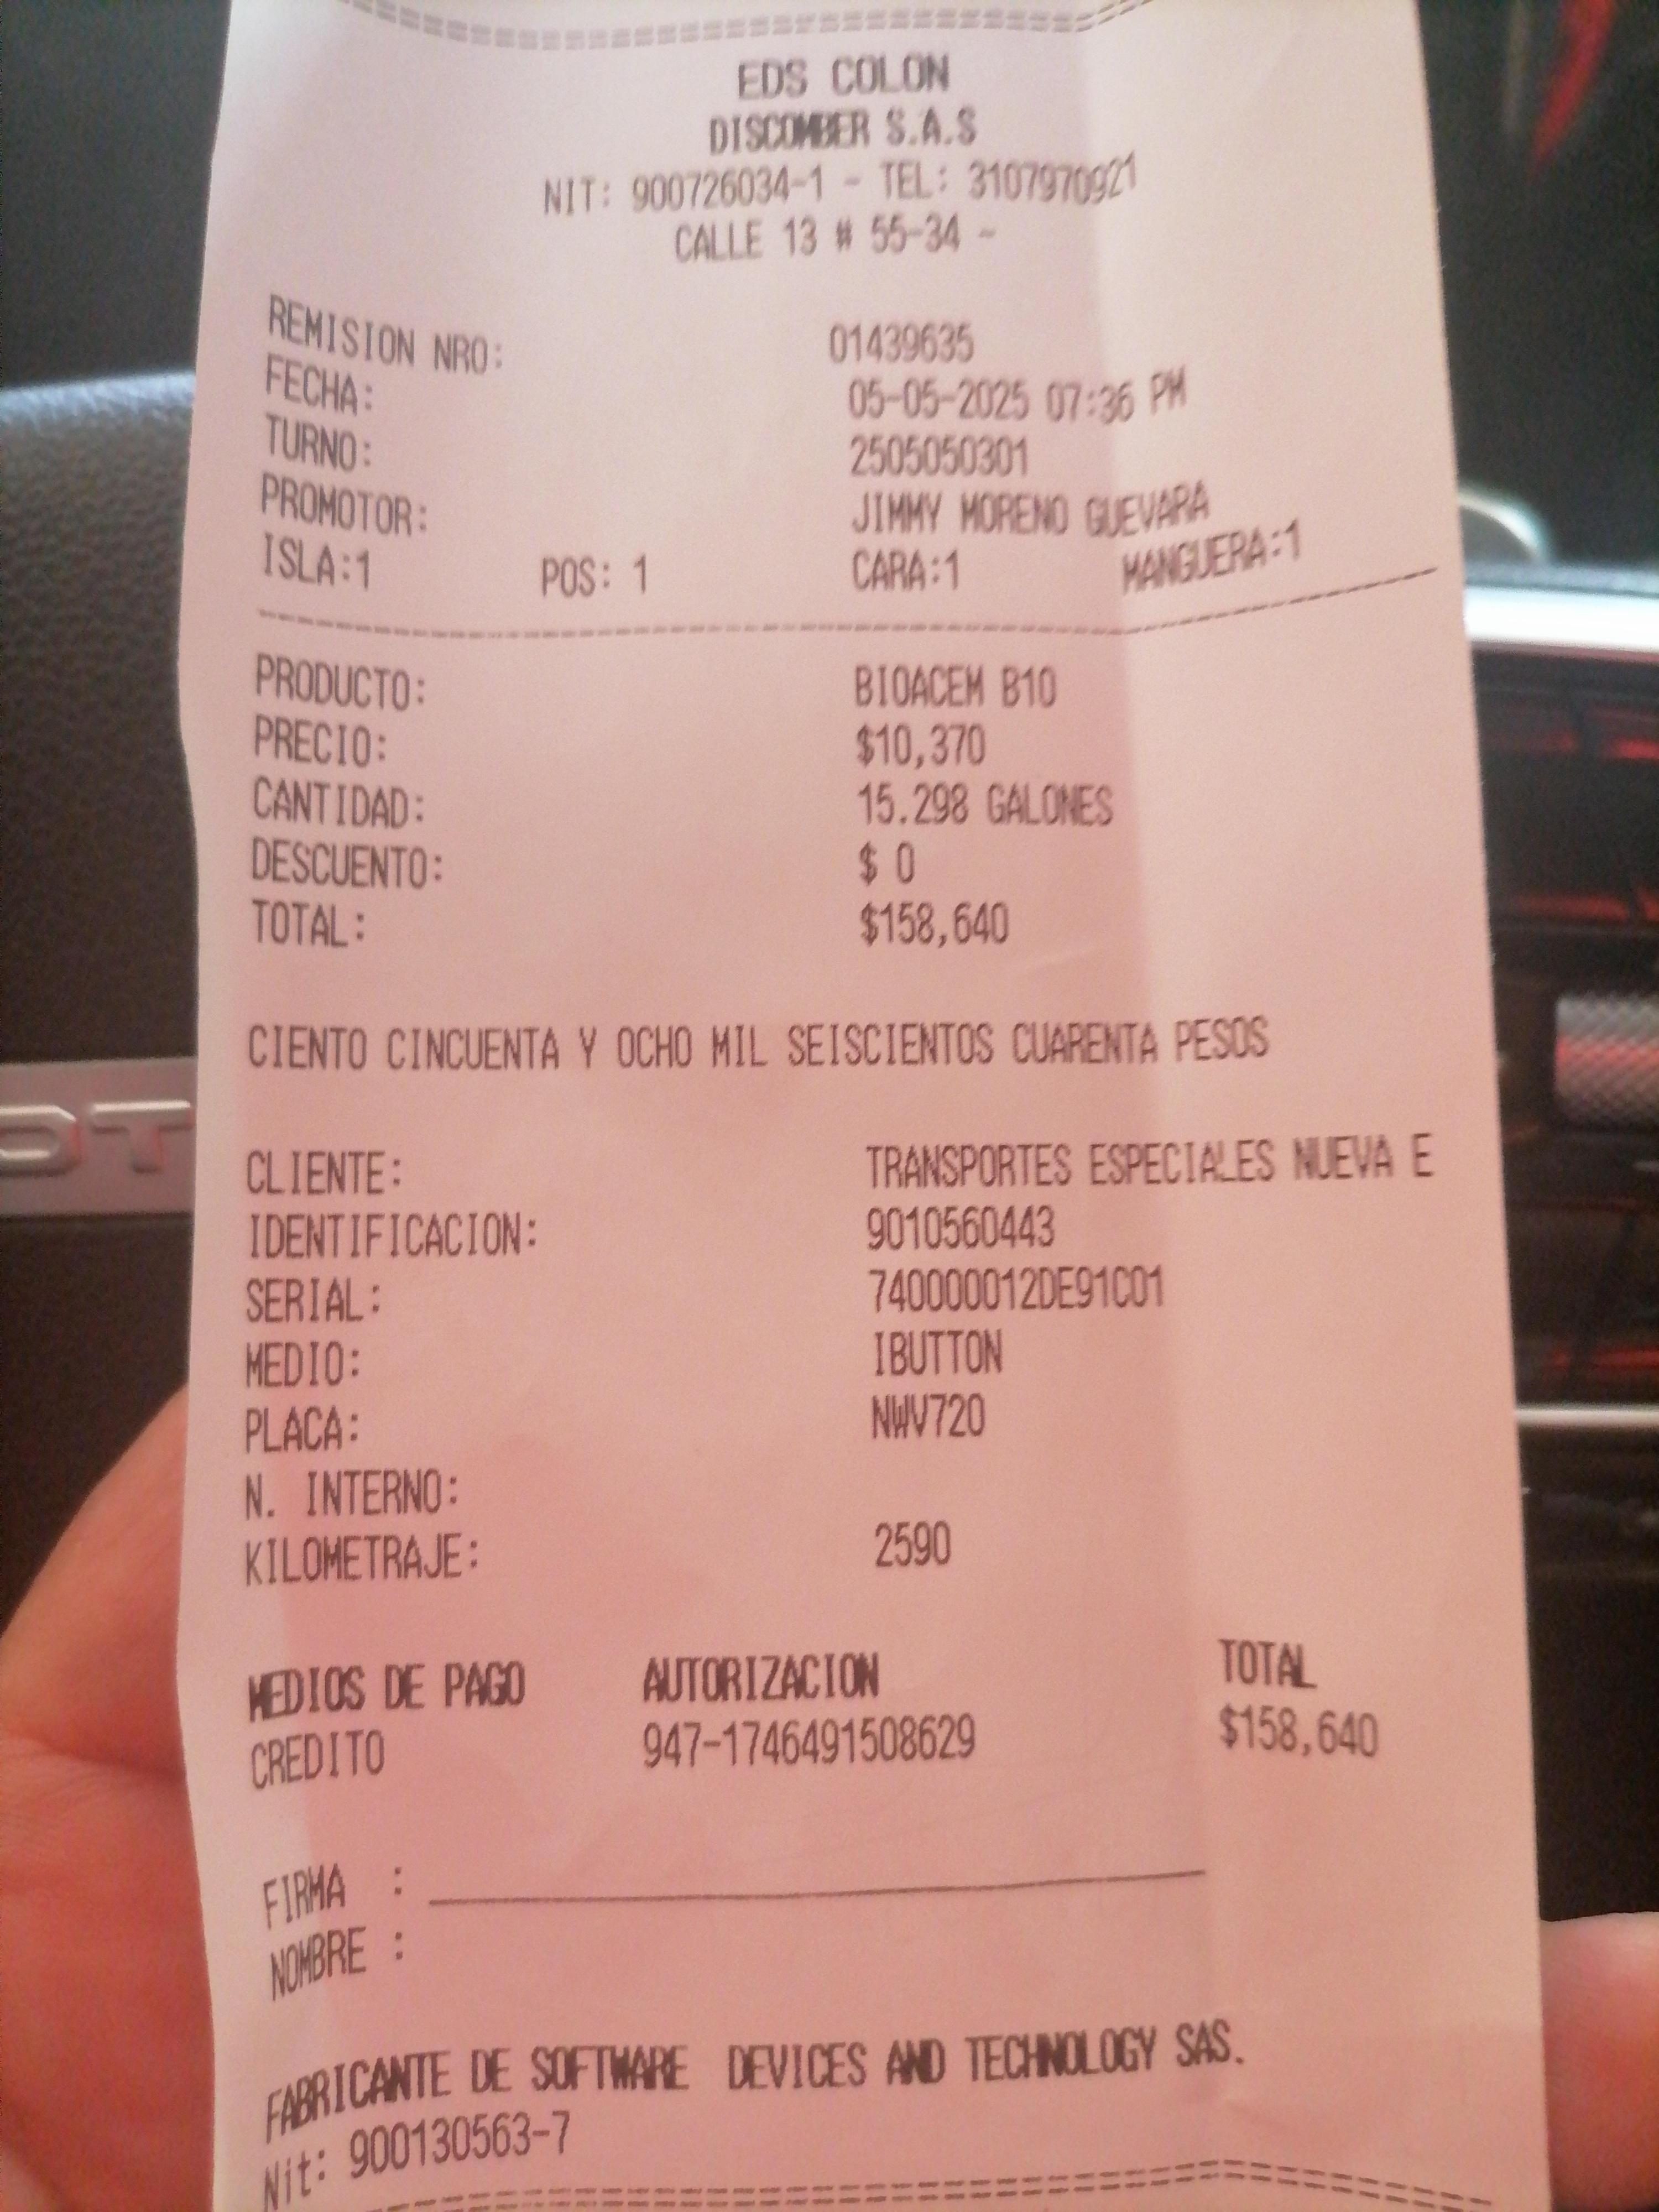 EDS COLON
DISCOMBER S.A.S
NIT: 900726034-1 - TEL: 3107970921
CALLE 13 # 55-34 -
REMISION NRO: 01439635
FECHA: 05-05-2025 07:36 PM
TURNO: 2505050301
PROMOTOR: JIMMY MORENO GUEVARA
ISLA:1 POS: 1 CARA:1 MANGUERA:1
PRODUCTO: BIOACEM B10
PRECIO: $10,370
CANTIDAD: 15.298 GALONES
DESCUENTO: $ 0
TOTAL: $158,640
CIENTO CINCUENTA Y OCHO MIL SEISCIENTOS CUARENTA PESOS
CLIENTE: TRANSPORTES ESPECIALES NUEVA E
IDENTIFICACION: 9010560443
SERIAL: 740000012DE91C01
MEDIO: IBUTTON
PLACA: NWV720
N. INTERNO:
KILOMETRAJE: 2590
MEDIOS DE PAGO AUTORIZACION TOTAL
CREDITO 947-1746491508629 $158,640
FIRMA :
NOMBRE :
FABRICANTE DE SOFTWARE DEVICES AND TECHNOLOGY SAS.
Nit: 900130563-7